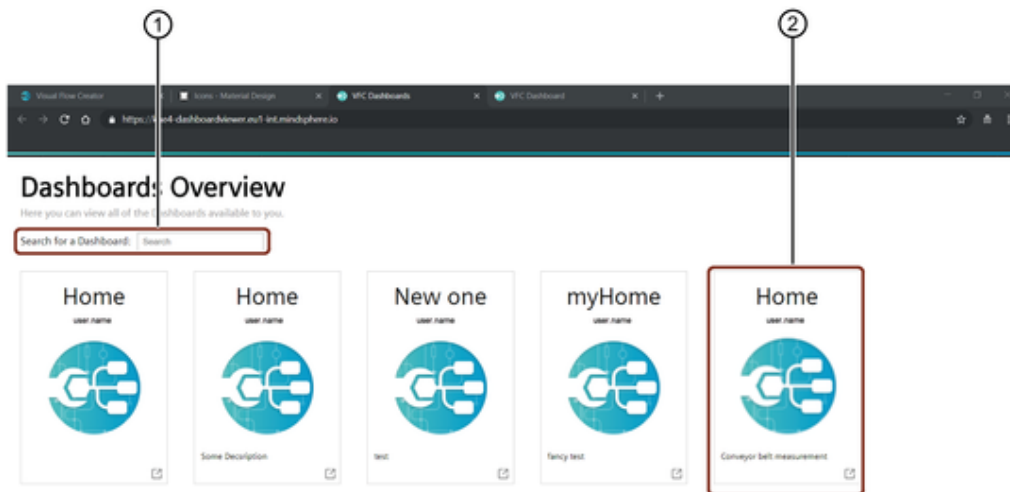 1
2
Visual Flow Creator
Icons - Material Design
VFC Dashboards
VFC Dashboard
Dashboards Overview
Here you can view all of the Dashboards available to you.
Search for a Dashboard: Search
Home
user.name
Home
user.name
Some Decoription
New one
user.name
test
myHome
user.name
fancy test
Home
user.name
Conveyor belt measurement